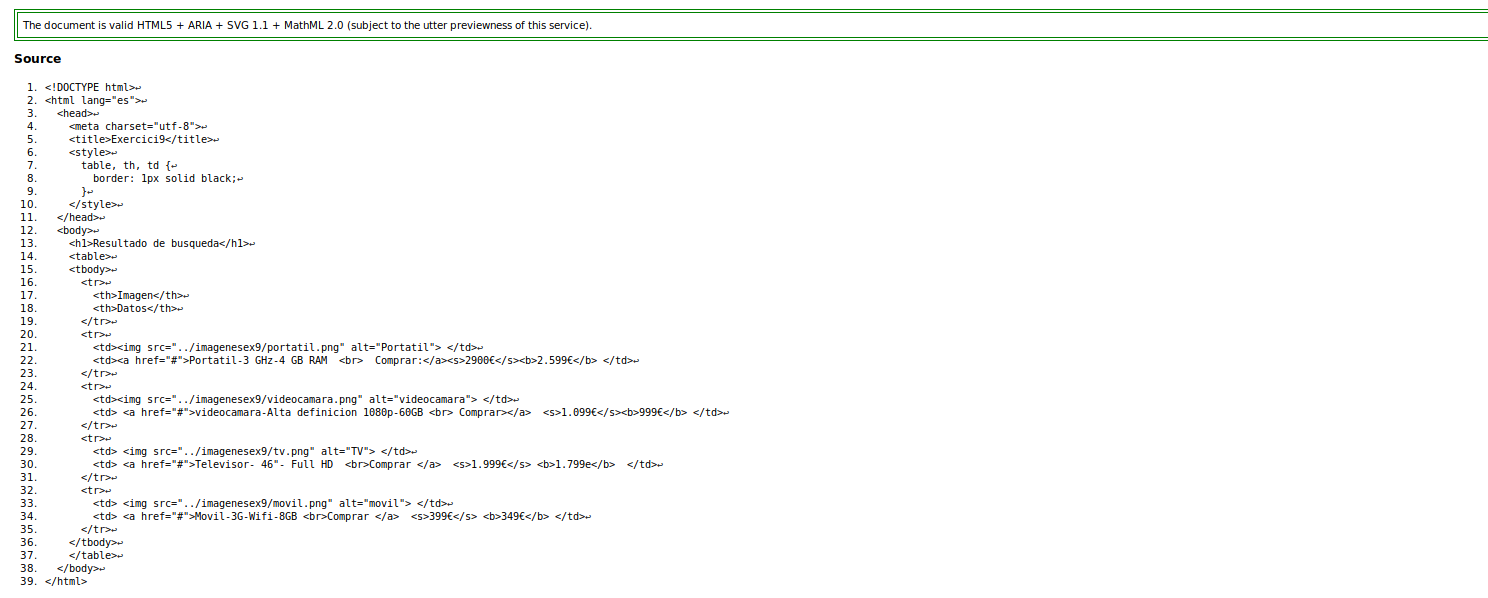 The document is valid HTML5 + ARIA + SVG 1.1 + MathML 2.0 (subject to the utter previewness of this service).
Source
1. <!DOCTYPE html>↩
2. <html lang="es">↩
3. <head>↩
4. <meta charset="utf-8">↩
5. <title>Exercici9</title>↩
6. <style>↩
7. table, th, td {↩
8. border: 1px solid black;↩
9. }↩
10. </style>↩
11. </head>↩
12. <body>↩
13. <h1>Resultado de busqueda</h1>↩
14. <table>↩
15. <tbody>↩
16. <tr>↩
17. <th>Imagen</th>↩
18. <th>Datos</th>↩
19. </tr>↩
20. <tr>↩
21. <td><img src="../imagenesex9/portatil.png" alt="Portatil"> </td>↩
22. <td><a href="#">Portatil-3 GHz-4 GB RAM  <br>  Comprar:</a><s>2900€</s><b>2.599€</b> </td>↩
23. </tr>↩
24. <tr>↩
25. <td><img src="../imagenesex9/videocamara.png" alt="videocamara"> </td>↩
26. <td> <a href="#">videocamara-Alta definicion 1080p-60GB <br> Comprar></a>  <s>1.099€</s><b>999€</b> </td>↩
27. </tr>↩
28. <tr>↩
29. <td> <img src="../imagenesex9/tv.png" alt="TV"> </td>↩
30. <td> <a href="#">Televisor- 46"- Full HD  <br>Comprar </a>  <s>1.999€</s> <b>1.799e</b>  </td>↩
31. </tr>↩
32. <tr>↩
33. <td> <img src="../imagenesex9/movil.png" alt="movil"> </td>↩
34. <td> <a href="#">Movil-3G-Wifi-8GB <br>Comprar </a>  <s>399€</s> <b>349€</b> </td>↩
35. </tr>↩
36. </tbody>↩
37. </table>↩
38. </body>↩
39. </html>